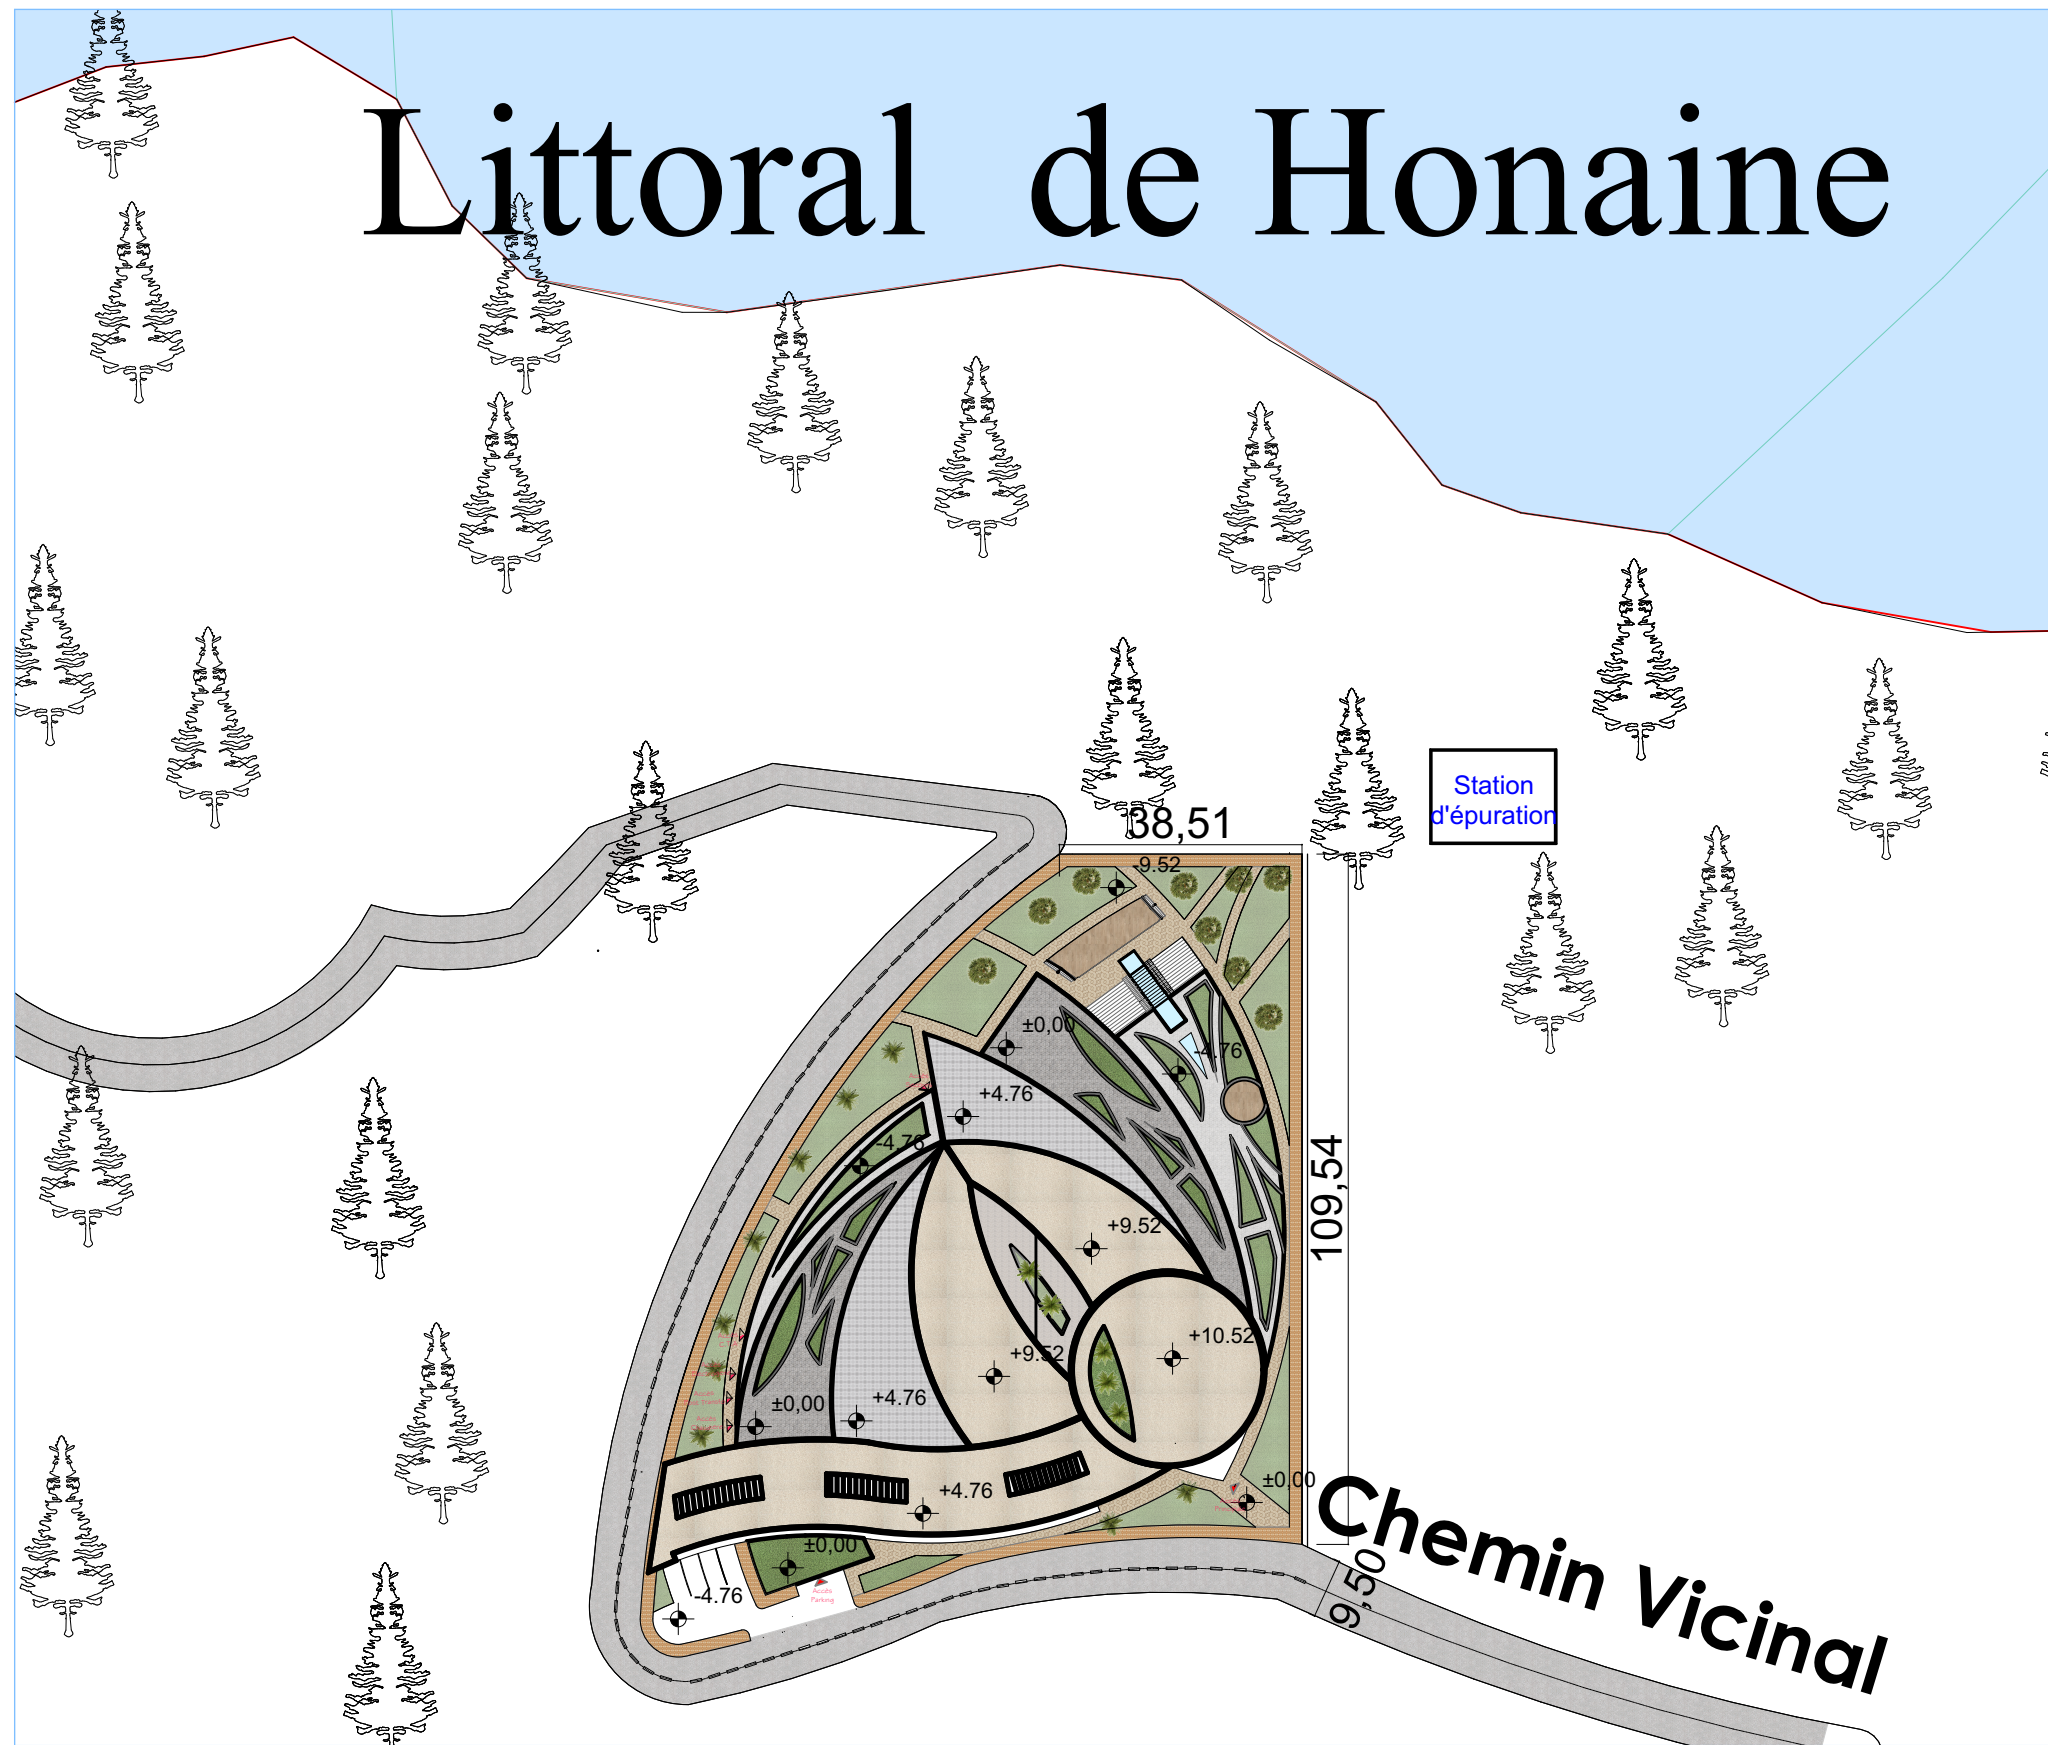 Littoral de Honaine
Station
d'épuration
38,51
-9.52
±0,00
-4.76
+4.76
-4.76
109,54
+9.52
+10.52
+9.52
±0,00
+4.76
+4.76
±0,00
±0,00
-4.76
Accès
Parking
Chemin Vicinal
9,50